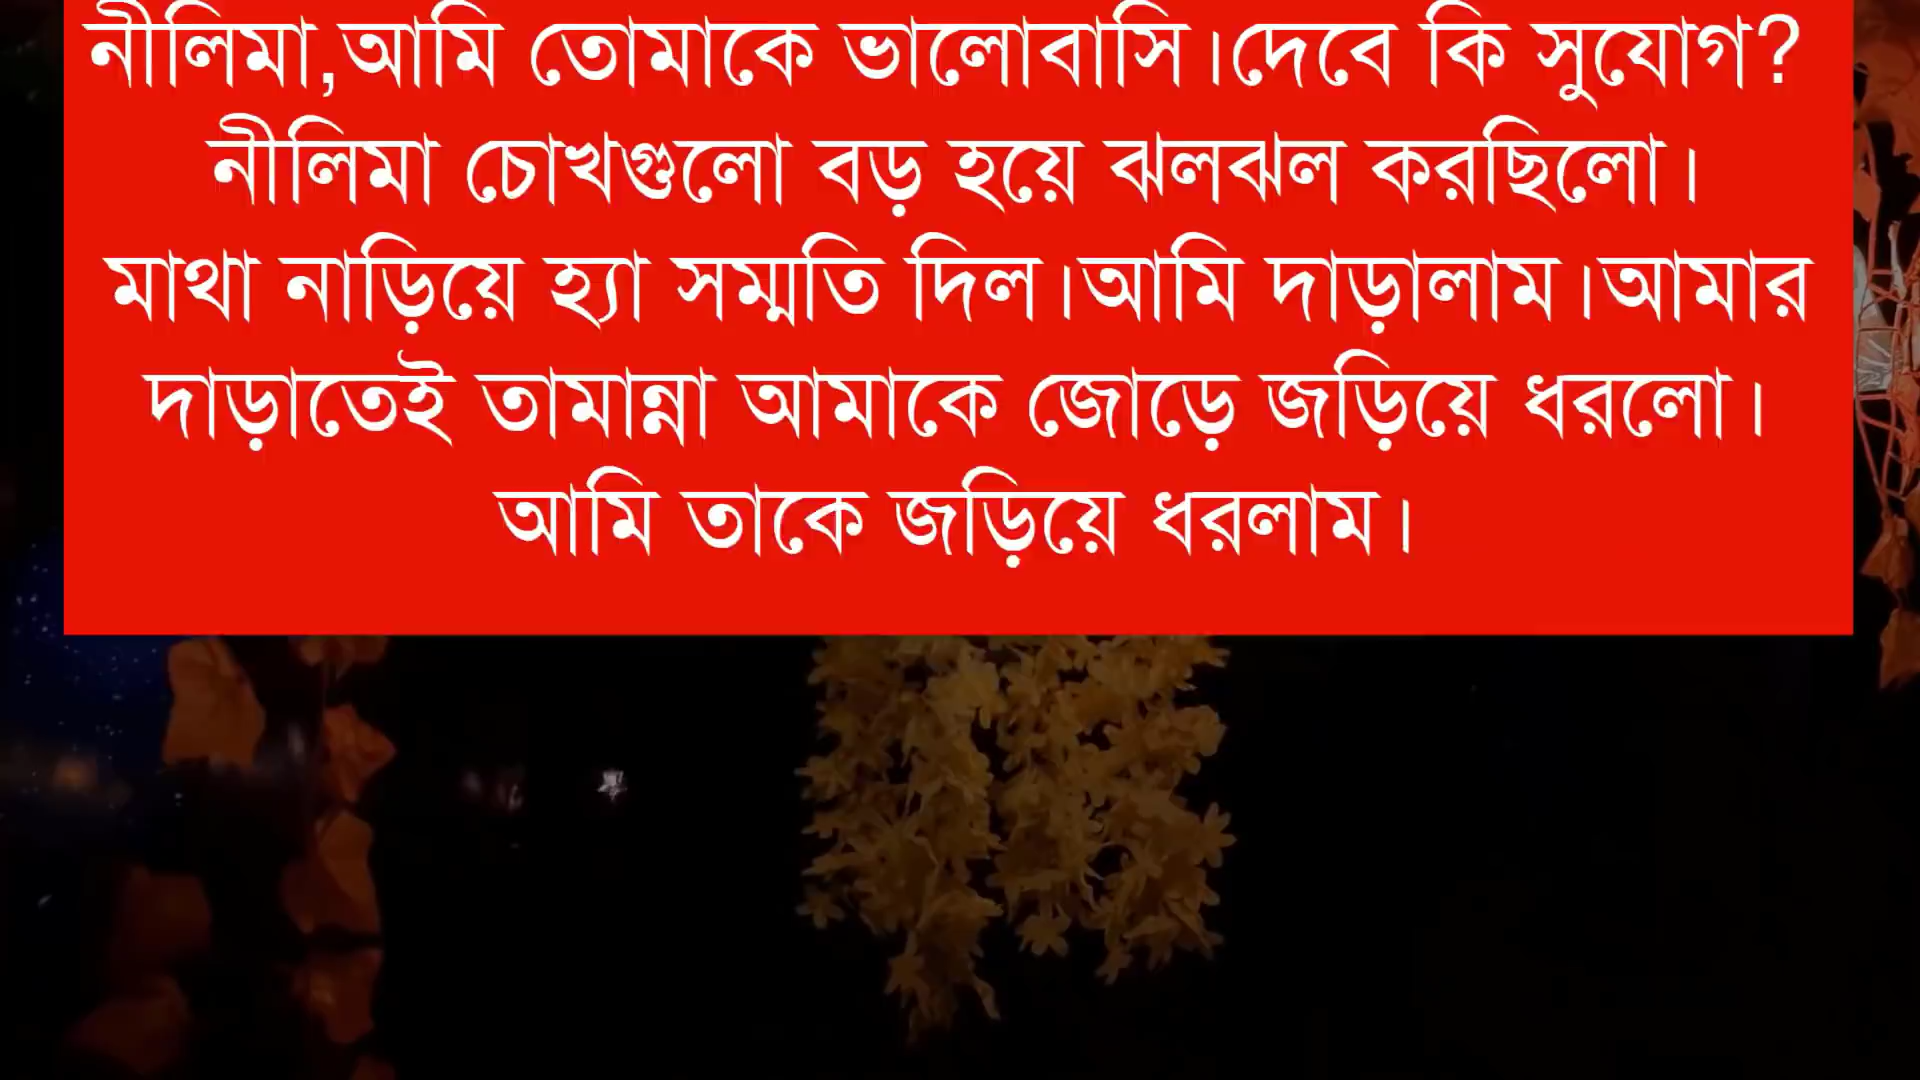 নীলিমা,আমি তোমাকে ভালোবাসি।দেবে কি সুযোগ?
নীলিমা চোখগুলো বড় হয়ে ঝলঝল করছিলো।
মাথা নাড়িয়ে হ্যা সম্মতি দিল।আমি দাড়ালাম।আমার
দাড়াতেই তামান্না আমাকে জোড়ে জড়িয়ে ধরলো।
আমি তাকে জড়িয়ে ধরলাম।